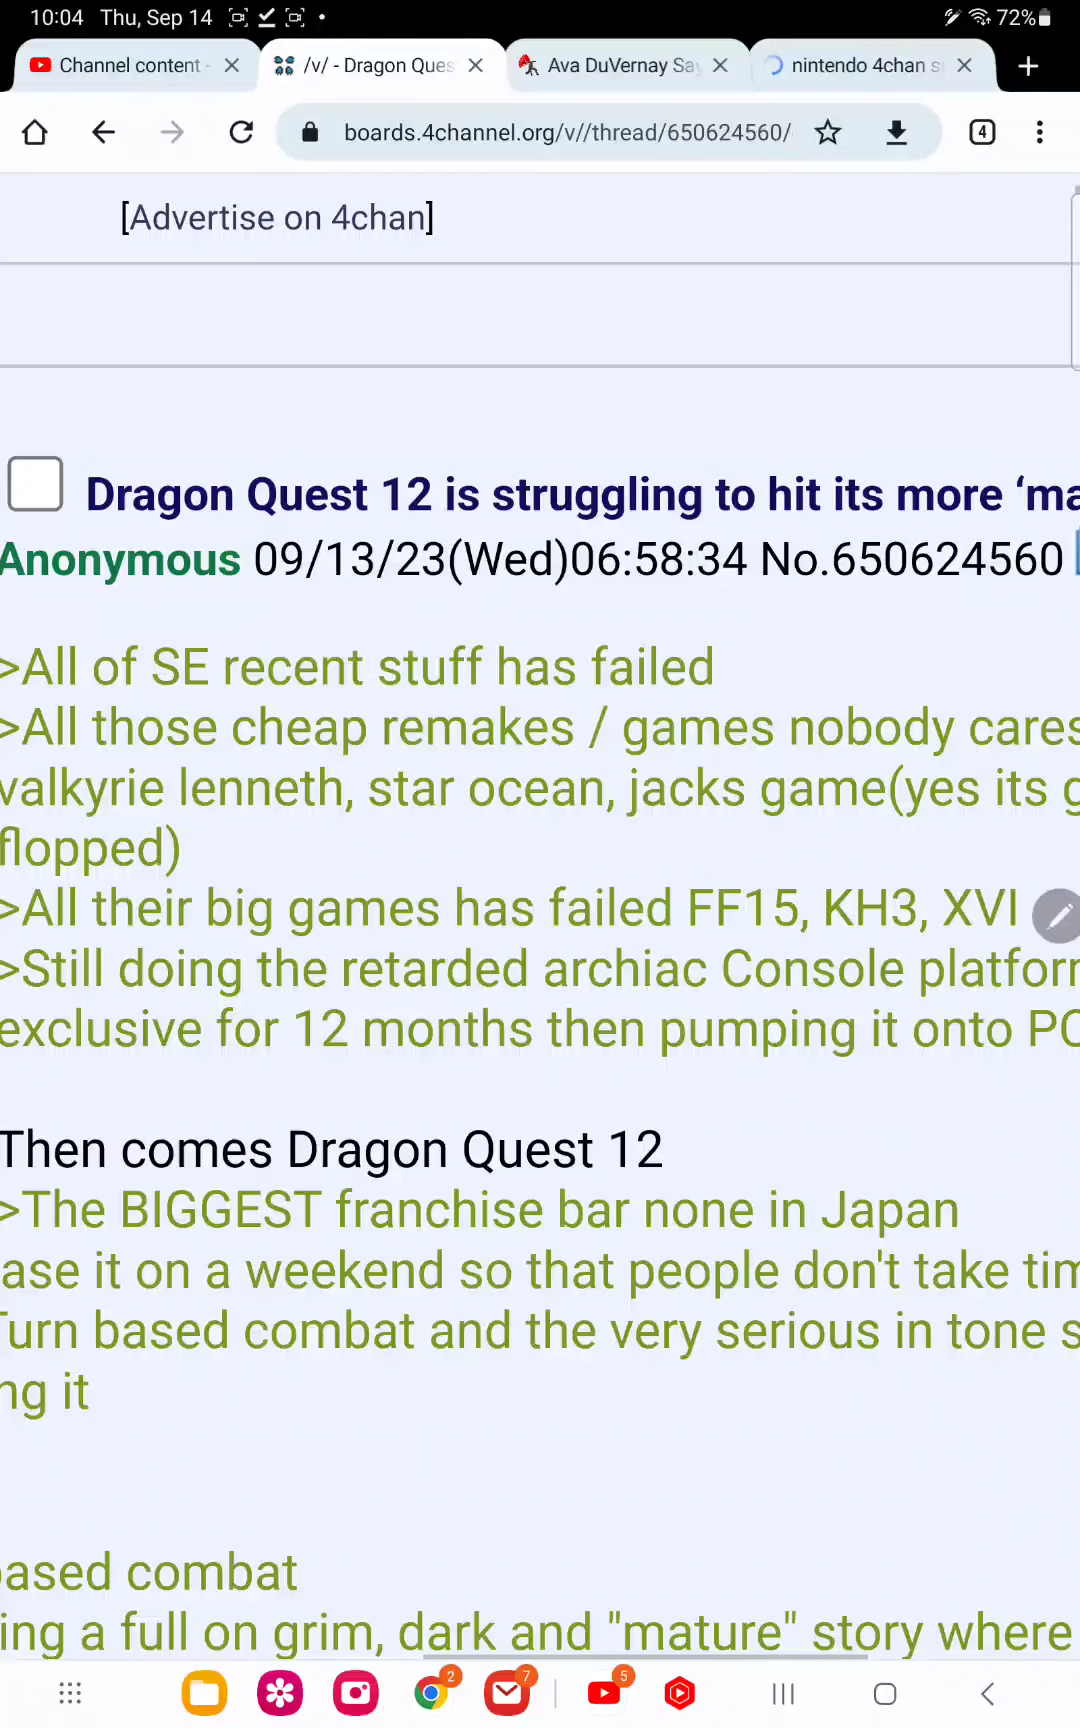 10:04 Thu, Sep 14
72%
Channel content -
/v/ - Dragon Ques
Ava DuVernay Say
nintendo 4chan s
boards.4channel.org/v//thread/650624560/
4
[Advertise on 4chan]
Dragon Quest 12 is struggling to hit its more ‘ma
Anonymous 09/13/23(Wed)06:58:34 No.650624560
>All of SE recent stuff has failed
>All those cheap remakes / games nobody cares
valkyrie lenneth, star ocean, jacks game(yes its g
flopped)
>All their big games has failed FF15, KH3, XVI
>Still doing the retarded archiac Console platform
exclusive for 12 months then pumping it onto PC
Then comes Dragon Quest 12
>The BIGGEST franchise bar none in Japan
ase it on a weekend so that people don't take tim
Turn based combat and the very serious in tone s
ng it
based combat
ing a full on grim, dark and "mature" story where
2
7
5